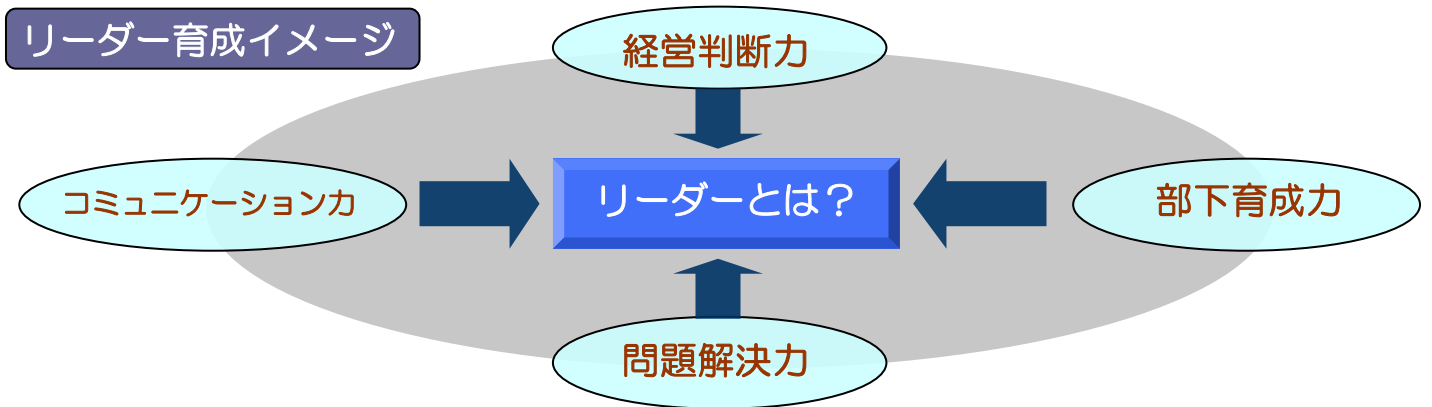 リーダー育成イメージ
経営判断力
コミュニケーション力
リーダーとは？
部下育成力
問題解決力